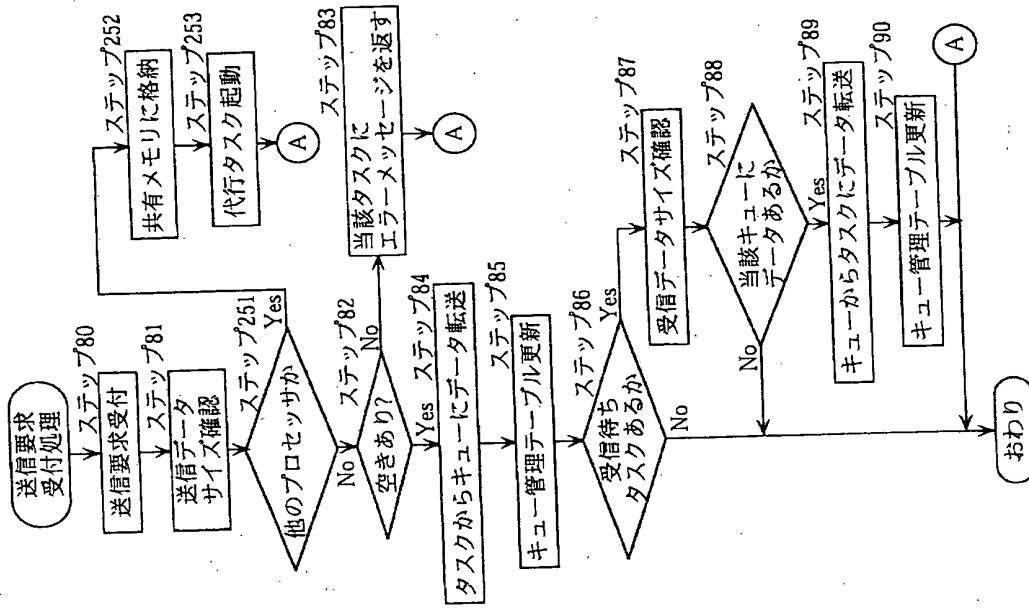 送信要求
受付処理
ステップ80
送信要求受付
ステップ81
送信データ
サイズ確認
ステップ251
他のプロセッサか
Yes
No
ステップ252
共有メモリに格納
ステップ253
代行タスク起動
A
ステップ82
空きあり?
No
Yes
ステップ83
当該タスクに
エラーメッセージを返す
A
ステップ84
タスクからキューにデータ転送
ステップ85
キュー管理テーブル更新
ステップ86
受信待ち
タスクあるか
Yes
No
ステップ87
受信データサイズ確認
ステップ88
当該キューに
データあるか
No
Yes
ステップ89
キューからタスクにデータ転送
ステップ90
キュー管理テーブル更新
A
おわり